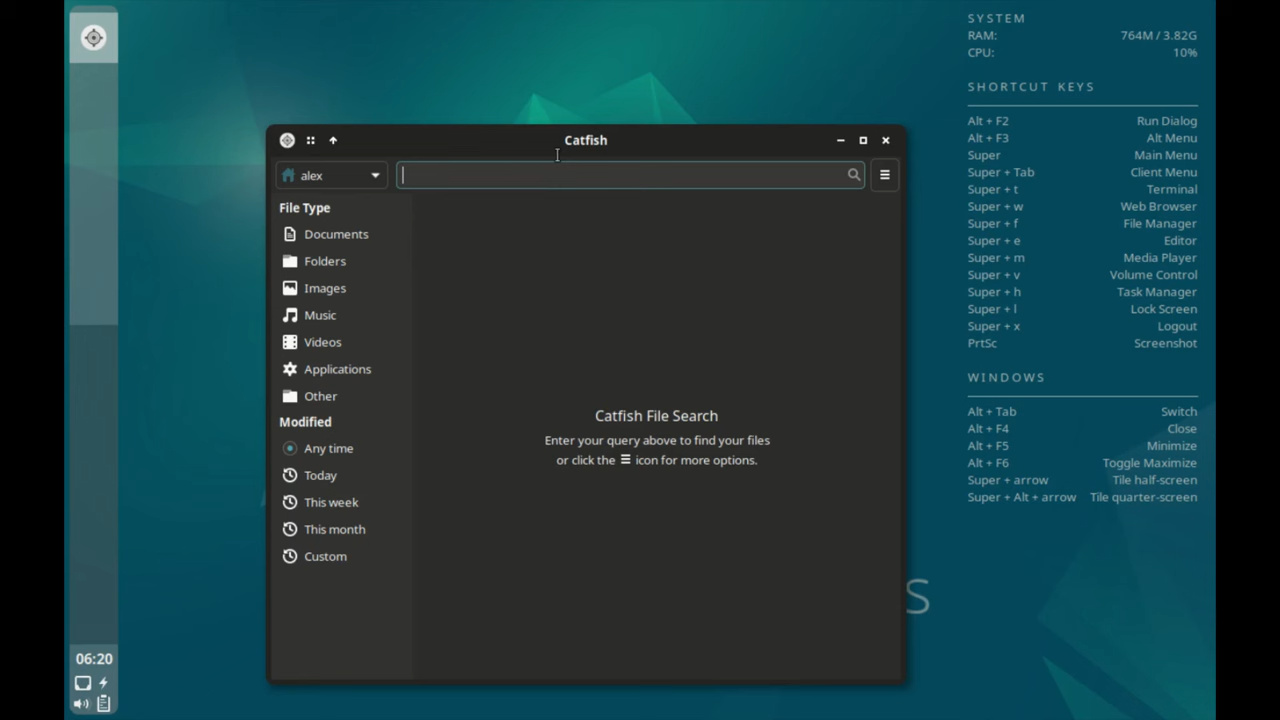 Catfish
alex
File Type
Documents
Folders
Images
Music
Videos
Applications
Other
Modified
Any time
Today
This week
This month
Custom
Catfish File Search
Enter your query above to find your files
or click the ☰ icon for more options.
06:20
SYSTEM
RAM: 764M / 3.82G
CPU: 10%
SHORTCUT KEYS
Alt + F2 Run Dialog
Alt + F3 Alt Menu
Super Main Menu
Super + Tab Client Menu
Super + t Terminal
Super + w Web Browser
Super + f File Manager
Super + e Editor
Super + m Media Player
Super + v Volume Control
Super + h Task Manager
Super + l Lock Screen
Super + x Logout
PrtSc Screenshot
WINDOWS
Alt + Tab Switch
Alt + F4 Close
Alt + F5 Minimize
Alt + F6 Toggle Maximize
Super + arrow Tile half-screen
Super + Alt + arrow Tile quarter-screen
S